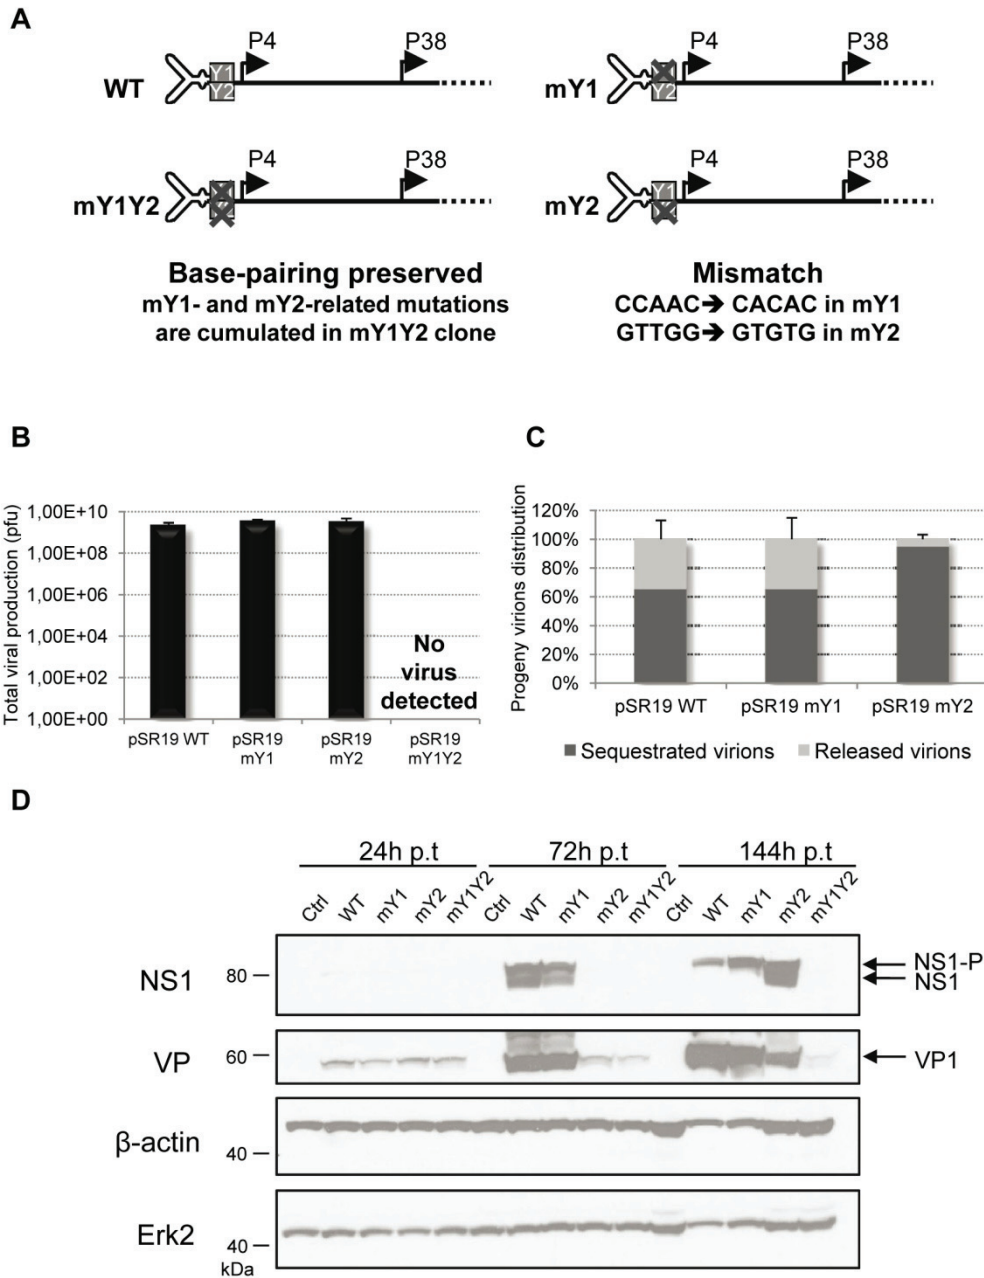 A
P4
P38
WT
Y1
Y2
P4
P38
mY1
Y2
P4
P38
mY1Y2
P4
P38
mY2
Y1
Base-pairing preserved
mY1- and mY2-related mutations
are cumulated in mY1Y2 clone
Mismatch
CCAAC➔ CACAC in mY1
GTTGG➔ GTGTG in mY2
B
Total viral production (pfu)
1,00E+10
1,00E+08
1,00E+06
1,00E+04
1,00E+02
1,00E+00
No
virus
detected
pSR19 WT
pSR19
mY1
pSR19
mY2
pSR19
mY1Y2
C
Progeny virions distribution
120%
100%
80%
60%
40%
20%
0%
pSR19 WT
pSR19 mY1
pSR19 mY2
Sequestrated virions
Released virions
D
24h p.t
72h p.t
144h p.t
Ctrl WT mY1 mY2 mY1Y2 Ctrl WT mY1 mY2 mY1Y2 Ctrl WT mY1 mY2 mY1Y2
NS1
80
NS1-P
NS1
VP
60
VP1
β-actin
40
Erk2
40
kDa